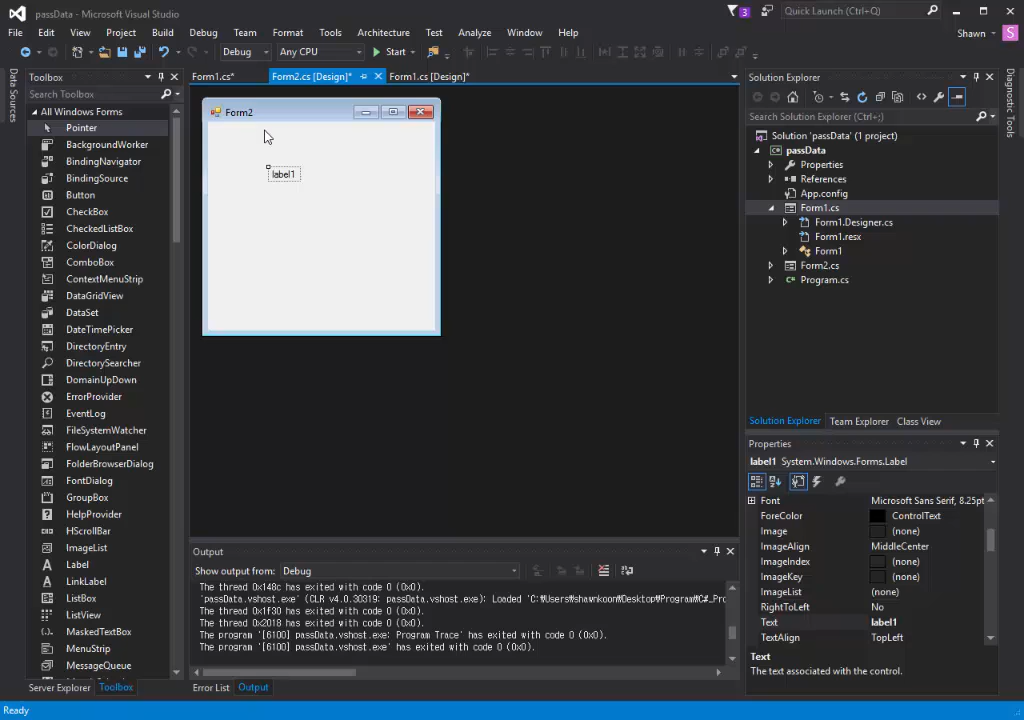 passData - Microsoft Visual Studio
3
Quick Launch (Ctrl+Q)
File Edit View Project Build Debug Team Format Tools Architecture Test Analyze Window Help
Shawn
S
Debug Any CPU Start
Data Sources
Toolbox
Search Toolbox
All Windows Forms
Pointer
BackgroundWorker
BindingNavigator
BindingSource
Button
CheckBox
CheckedListBox
ColorDialog
ComboBox
ContextMenuStrip
DataGridView
DataSet
DateTimePicker
DirectoryEntry
DirectorySearcher
DomainUpDown
ErrorProvider
EventLog
FileSystemWatcher
FlowLayoutPanel
FolderBrowserDialog
FontDialog
GroupBox
HelpProvider
HScrollBar
ImageList
Label
LinkLabel
ListBox
ListView
MaskedTextBox
MenuStrip
MessageQueue
Server Explorer Toolbox
Form1.cs* Form2.cs [Design]* Form1.cs [Design]*
Form2
label1
Output
Show output from: Debug
The thread 0x148c has exited with code 0 (0x0).
'passData.vshost.exe' (CLR v4.0.30319: passData.vshost.exe): Loaded 'C:\Users\shawnkoon\Desktop\Program\C#_Pro
The thread 0x1f30 has exited with code 0 (0x0).
The thread 0x2018 has exited with code 0 (0x0).
The program '[6100] passData.vshost.exe: Program Trace' has exited with code 0 (0x0).
The program '[6100] passData.vshost.exe' has exited with code 0 (0x0).
Error List Output
Solution Explorer
Search Solution Explorer (Ctrl+;)
Solution 'passData' (1 project)
passData
Properties
References
App.config
Form1.cs
Form1.Designer.cs
Form1.resx
Form1
Form2.cs
Program.cs
Solution Explorer Team Explorer Class View
Properties
label1 System.Windows.Forms.Label
Font Microsoft Sans Serif, 8.25pt
ForeColor ControlText
Image (none)
ImageAlign MiddleCenter
ImageIndex (none)
ImageKey (none)
ImageList (none)
RightToLeft No
Text label1
TextAlign TopLeft
Text
The text associated with the control.
Diagnostic Tools
Ready